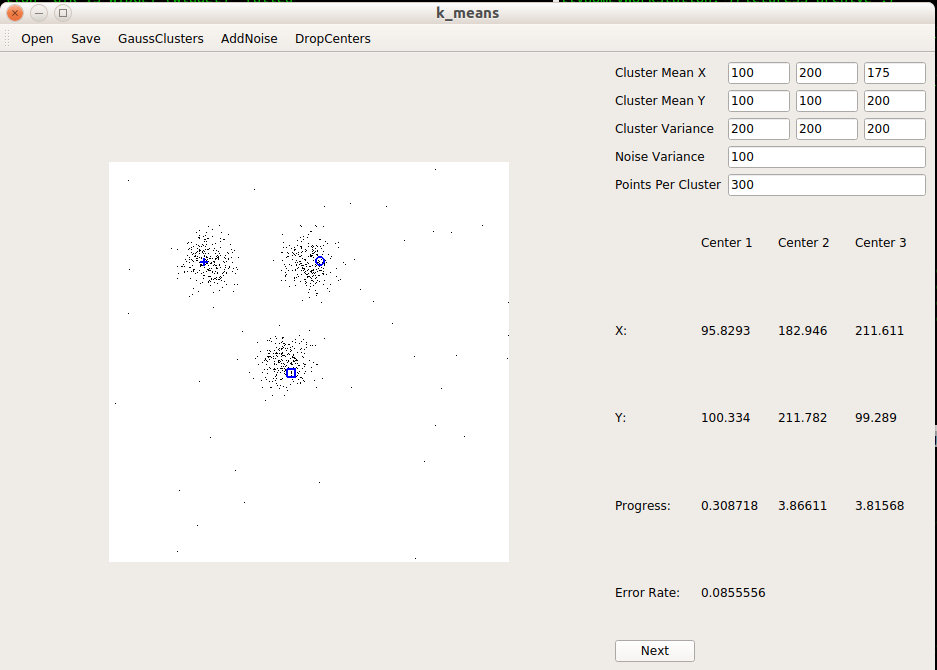 k_means
Open Save GaussClusters AddNoise DropCenters
Cluster Mean X 100 200 175
Cluster Mean Y 100 100 200
Cluster Variance 200 200 200
Noise Variance 100
Points Per Cluster 300
Center 1 Center 2 Center 3
X: 95.8293 182.946 211.611
Y: 100.334 211.782 99.289
Progress: 0.308718 3.86611 3.81568
Error Rate: 0.0855556
Next